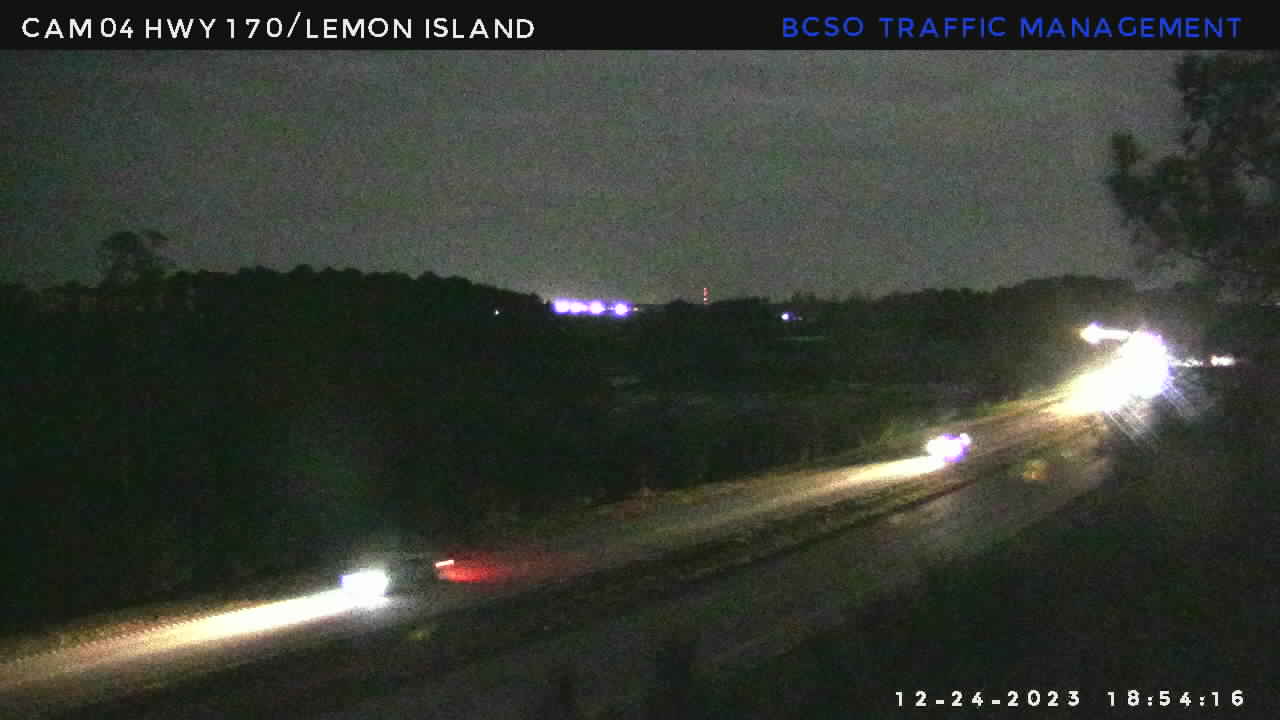 CAM04 HWY 170/LEMON ISLAND
BCSO TRAFFIC MANAGEMENT
12-24-2023 18:54:16